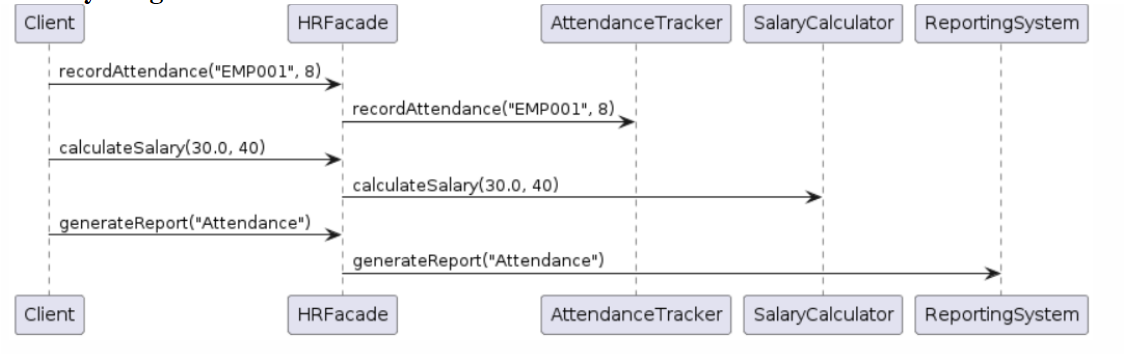 Client HRFacade AttendanceTracker SalaryCalculator ReportingSystem
recordAttendance("EMP001", 8)
recordAttendance("EMP001", 8)
calculateSalary(30.0, 40)
calculateSalary(30.0, 40)
generateReport("Attendance")
generateReport("Attendance")
Client HRFacade AttendanceTracker SalaryCalculator ReportingSystem